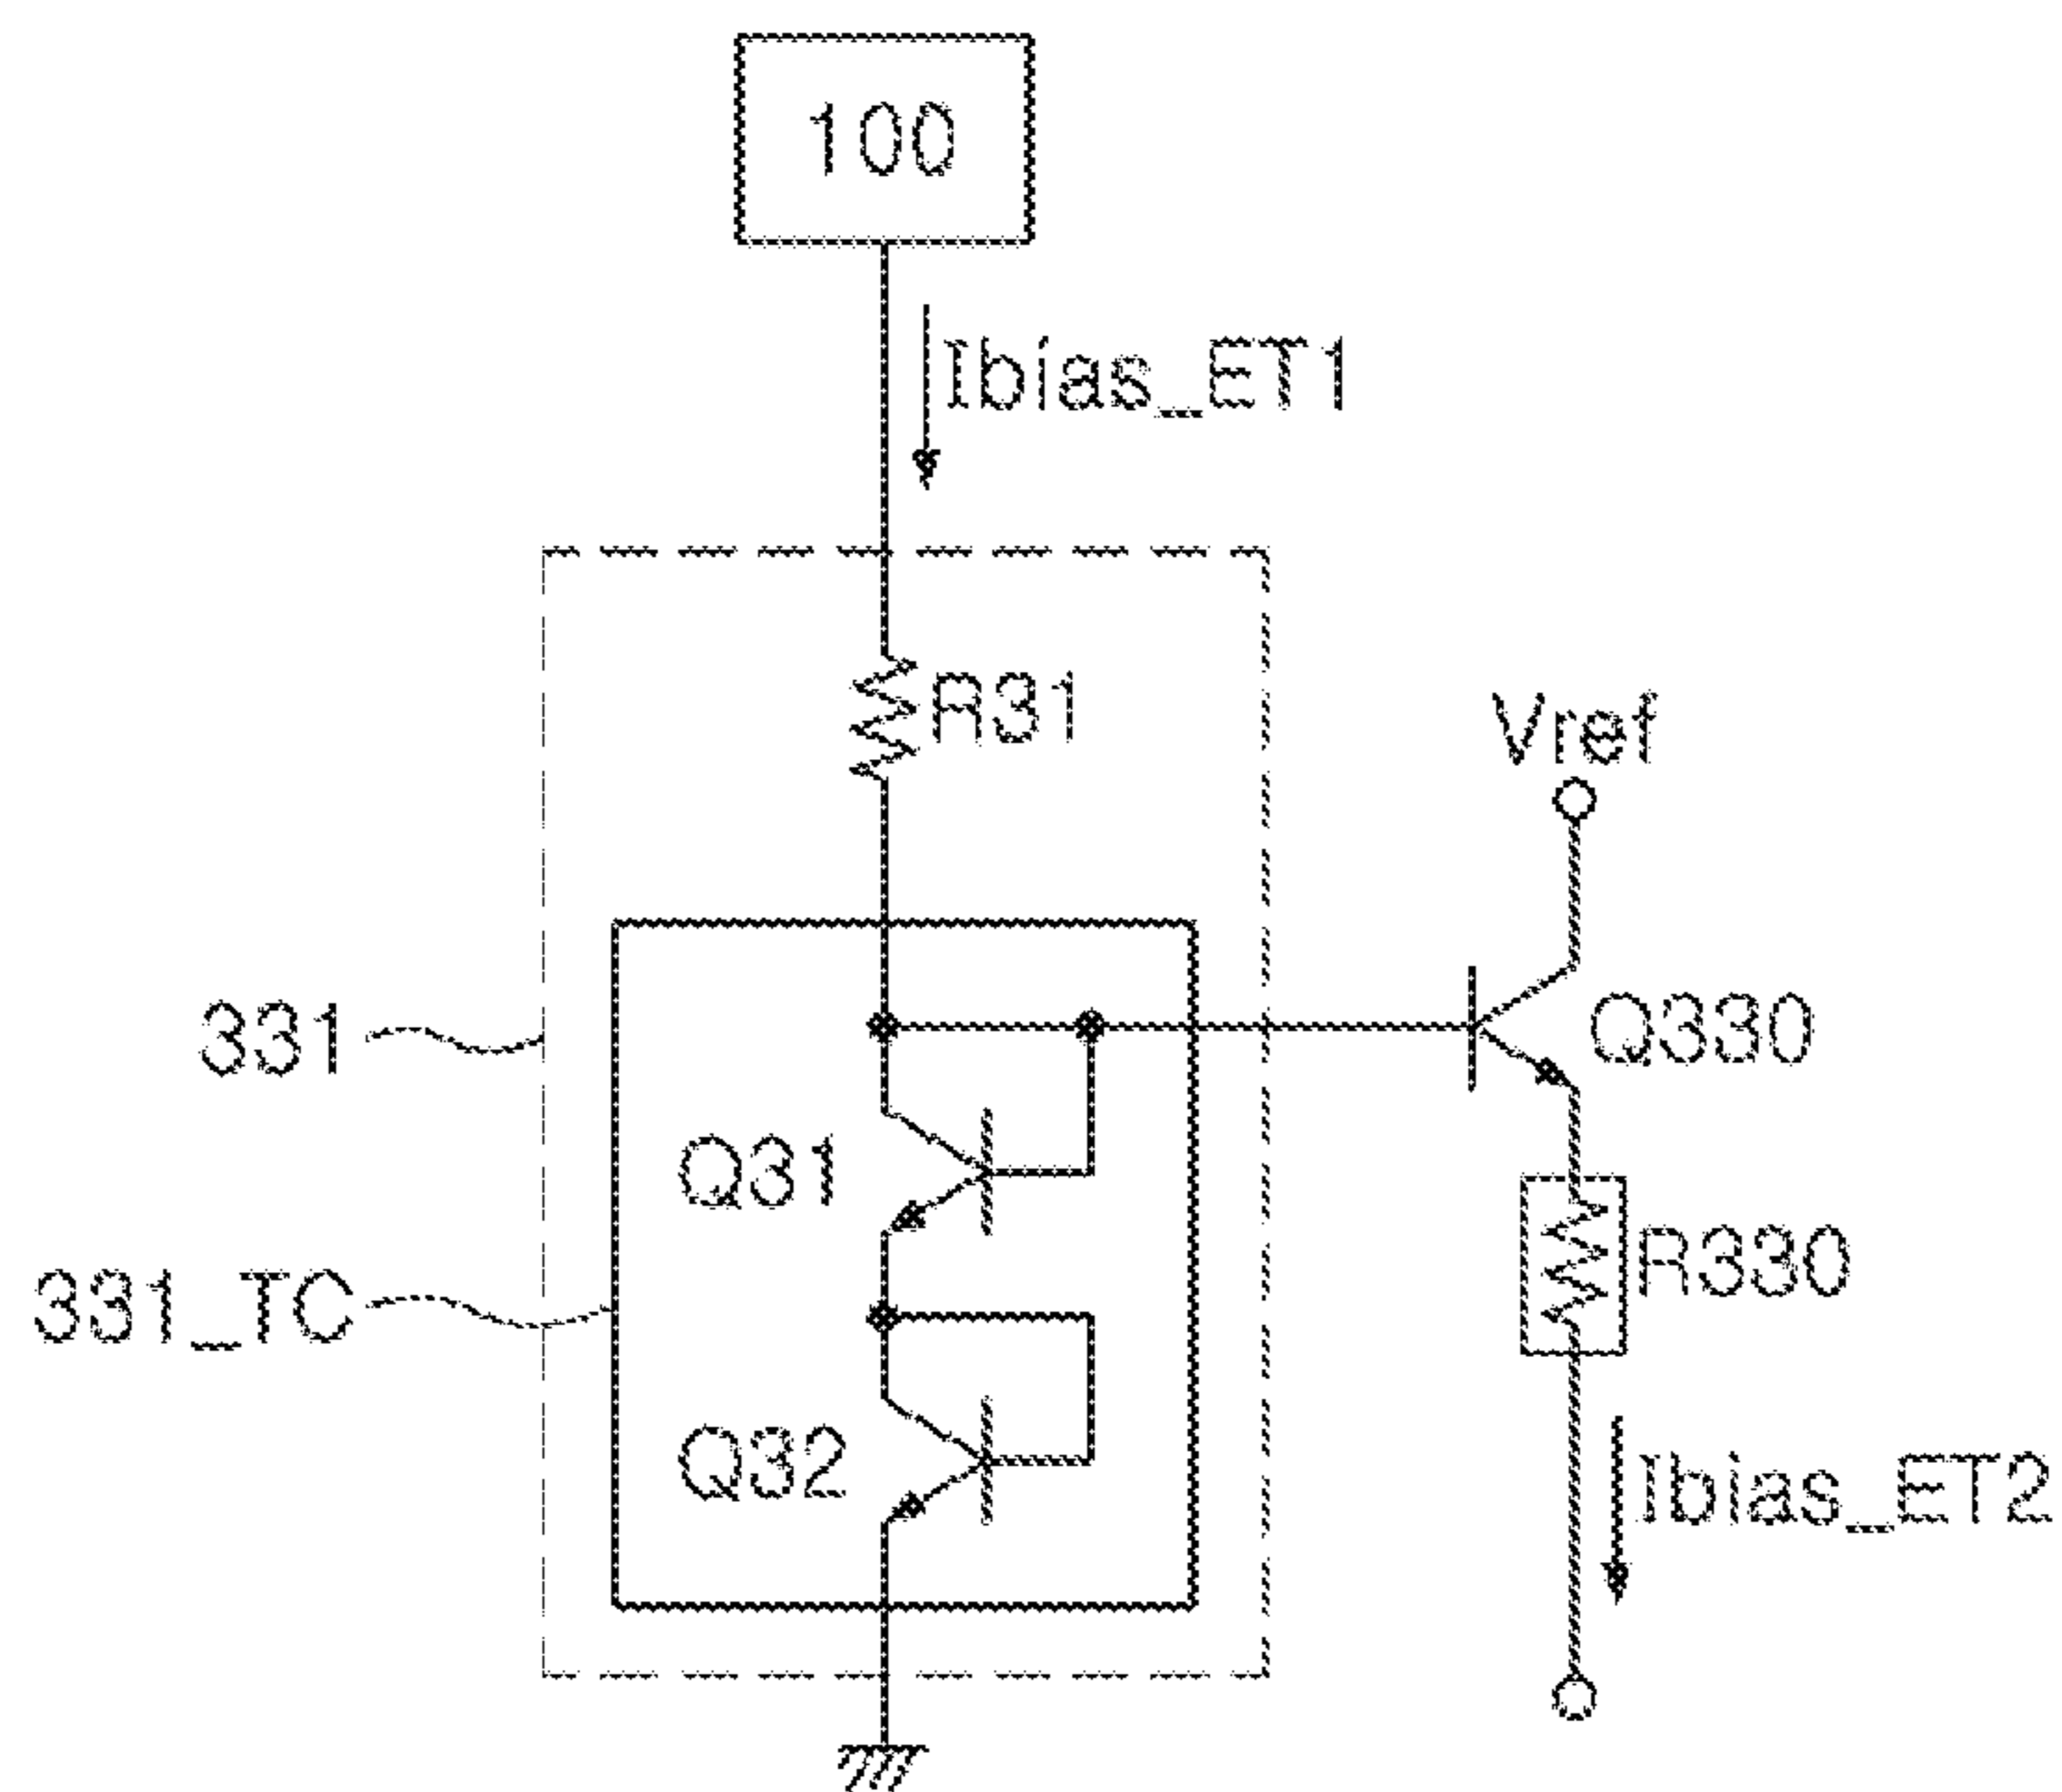 100
Ibias_ET1
R31
Vref
331
Q330
Q31
331_TC
R330
Q32
Ibias_ET2